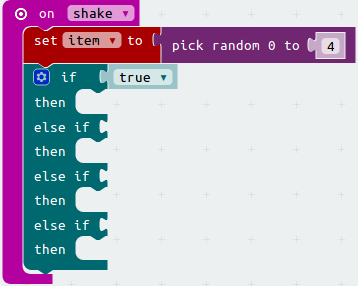 on shake
set item to pick random 0 to 4
if true
then
else if
then
else if
then
else if
then